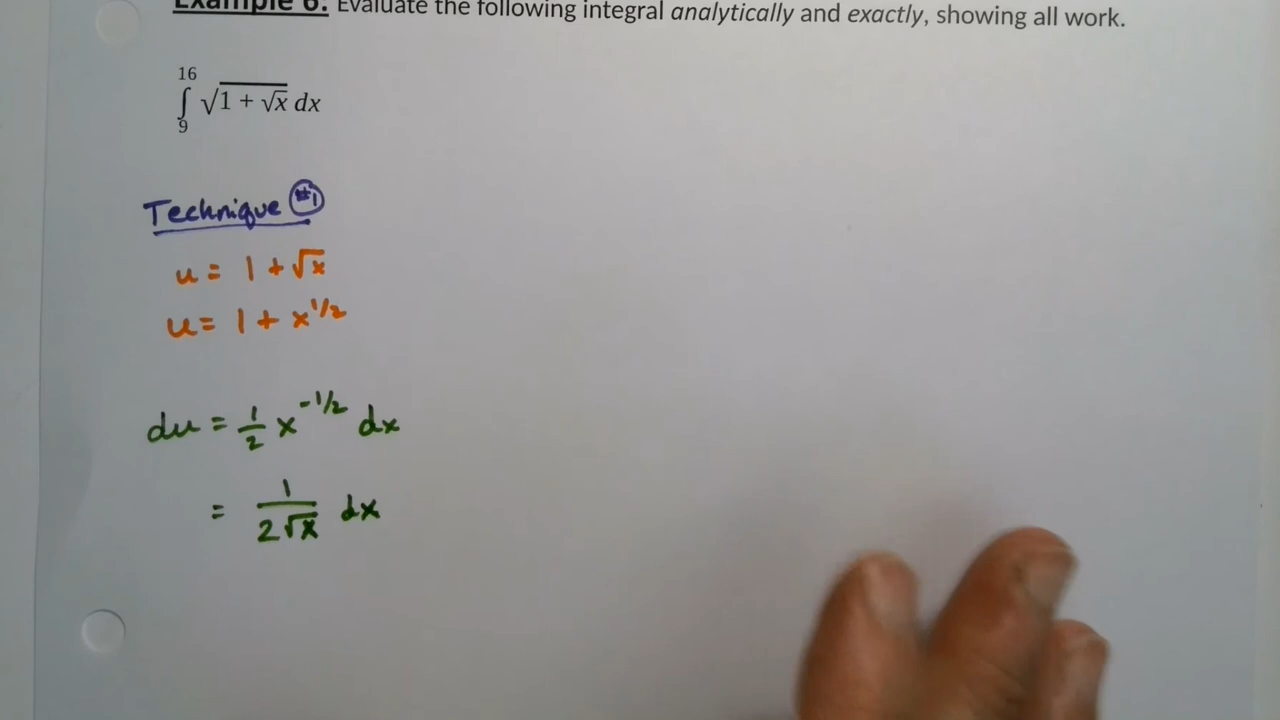 Example 6: Evaluate the following integral analytically and exactly, showing all work.
16
∫ √1 + √x dx
9
Technique #1
u = 1 + √x
u = 1 + x^1/2
du = 1/2 x^-1/2 dx
= 1/2√x dx